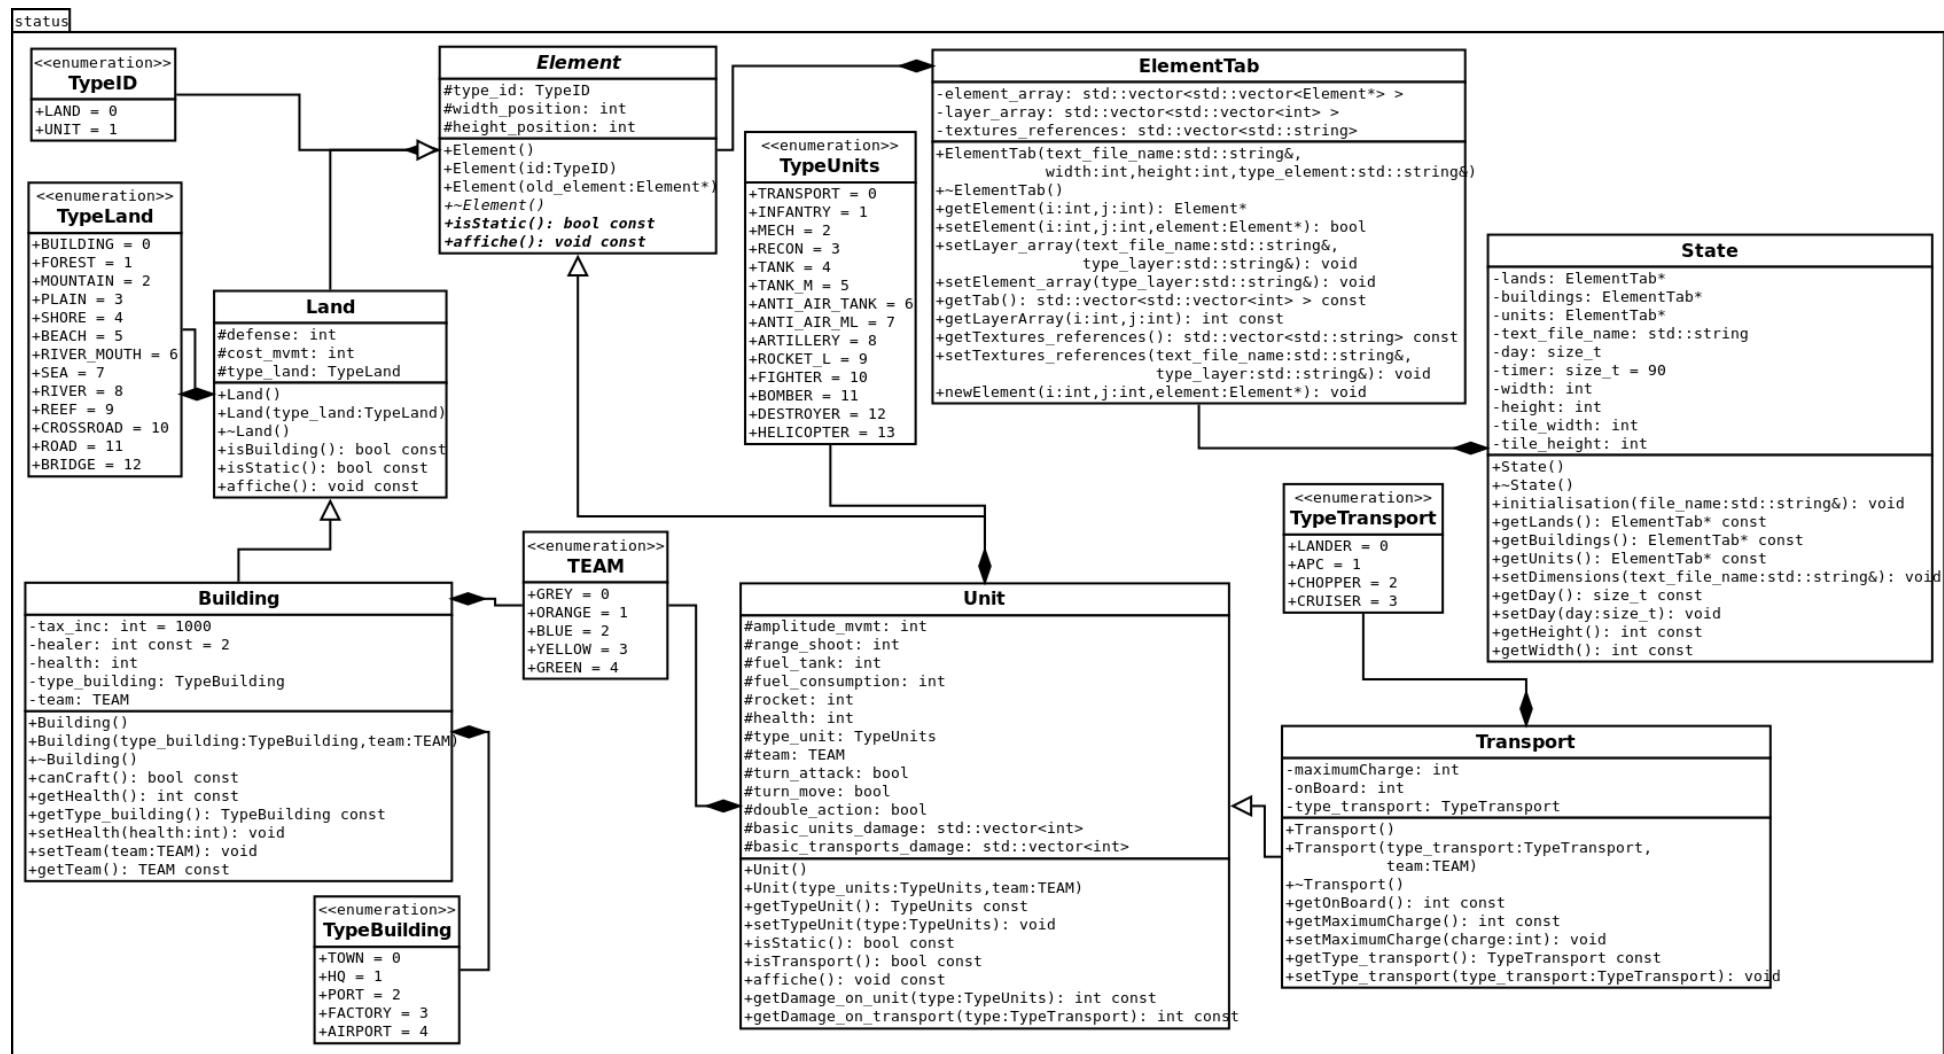 status
<<enumeration>>
TypeID
+LAND = 0
+UNIT = 1
<<enumeration>>
TypeLand
+BUILDING = 0
+FOREST = 1
+MOUNTAIN = 2
+PLAIN = 3
+SHORE = 4
+BEACH = 5
+RIVER_MOUTH = 6
+SEA = 7
+RIVER = 8
+REEF = 9
+CROSSROAD = 10
+ROAD = 11
+BRIDGE = 12
Land
#defense: int
#cost_mvmt: int
#type_land: TypeLand
+Land()
+Land(type_land:TypeLand)
+~Land()
+isBuilding(): bool const
+isStatic(): bool const
+affiche(): void const
Element
#type_id: TypeID
#width_position: int
#height_position: int
+Element()
+Element(id:TypeID)
+Element(old_element:Element*)
+~Element()
+isStatic(): bool const
+affiche(): void const
<<enumeration>>
TypeUnits
+TRANSPORT = 0
+INFANTRY = 1
+MECH = 2
+RECON = 3
+TANK = 4
+TANK_M = 5
+ANTI_AIR_TANK = 6
+ANTI_AIR_ML = 7
+ARTILLERY = 8
+ROCKET_L = 9
+FIGHTER = 10
+BOMBER = 11
+DESTROYER = 12
+HELICOPTER = 13
ElementTab
-element_array: std::vector<std::vector<Element*> >
-layer_array: std::vector<std::vector<int> >
-textures_references: std::vector<std::string>
+ElementTab(text_file_name:std::string&,
width:int,height:int,type_element:std::string&)
+~ElementTab()
+getElement(i:int,j:int): Element*
+setElement(i:int,j:int,element:Element*): bool
+setLayer_array(text_file_name:std::string&,
type_layer:std::string&): void
+setElement_array(type_layer:std::string&): void
+getTab(): std::vector<std::vector<int> > const
+getLayerArray(i:int,j:int): int const
+getTextures_references(): std::vector<std::string> const
+setTextures_references(text_file_name:std::string&,
type_layer:std::string&): void
+newElement(i:int,j:int,element:Element*): void
State
-lands: ElementTab*
-buildings: ElementTab*
-units: ElementTab*
-text_file_name: std::string
-day: size_t
-timer: size_t = 90
-width: int
-height: int
-tile_width: int
-tile_height: int
+State()
+~State()
+initialisation(file_name:std::string&): void
+getLands(): ElementTab* const
+getBuildings(): ElementTab* const
+getUnits(): ElementTab* const
+setDimensions(text_file_name:std::string&): void
+getDay(): size_t const
+setDay(day:size_t): void
+getHeight(): int const
+getWidth(): int const
<<enumeration>>
TypeTransport
+LANDER = 0
+APC = 1
+CHOPPER = 2
+CRUISER = 3
<<enumeration>>
TEAM
+GREY = 0
+ORANGE = 1
+BLUE = 2
+YELLOW = 3
+GREEN = 4
Building
-tax_inc: int = 1000
-healer: int const = 2
-health: int
-type_building: TypeBuilding
-team: TEAM
+Building()
+Building(type_building:TypeBuilding,team:TEAM)
+~Building()
+canCraft(): bool const
+getHealth(): int const
+getType_building(): TypeBuilding const
+setHealth(health:int): void
+setTeam(team:TEAM): void
+getTeam(): TEAM const
<<enumeration>>
TypeBuilding
+TOWN = 0
+HQ = 1
+PORT = 2
+FACTORY = 3
+AIRPORT = 4
Unit
#amplitude_mvmt: int
#range_shoot: int
#fuel_tank: int
#fuel_consumption: int
#rocket: int
#health: int
#type_unit: TypeUnits
#team: TEAM
#turn_attack: bool
#turn_move: bool
#double_action: bool
#basic_units_damage: std::vector<int>
#basic_transports_damage: std::vector<int>
+Unit()
+Unit(type_units:TypeUnits,team:TEAM)
+getTypeUnit(): TypeUnits const
+setTypeUnit(type:TypeUnits): void
+isStatic(): bool const
+isTransport(): bool const
+affiche(): void const
+getDamage_on_unit(type:TypeUnits): int const
+getDamage_on_transport(type:TypeTransport): int const
Transport
-maximumCharge: int
-onBoard: int
-type_transport: TypeTransport
+Transport()
+Transport(type_transport:TypeTransport,
team:TEAM)
+~Transport()
+getOnBoard(): int const
+getMaximumCharge(): int const
+setMaximumCharge(charge:int): void
+getType_transport(): TypeTransport const
+setType_transport(type_transport:TypeTransport): void